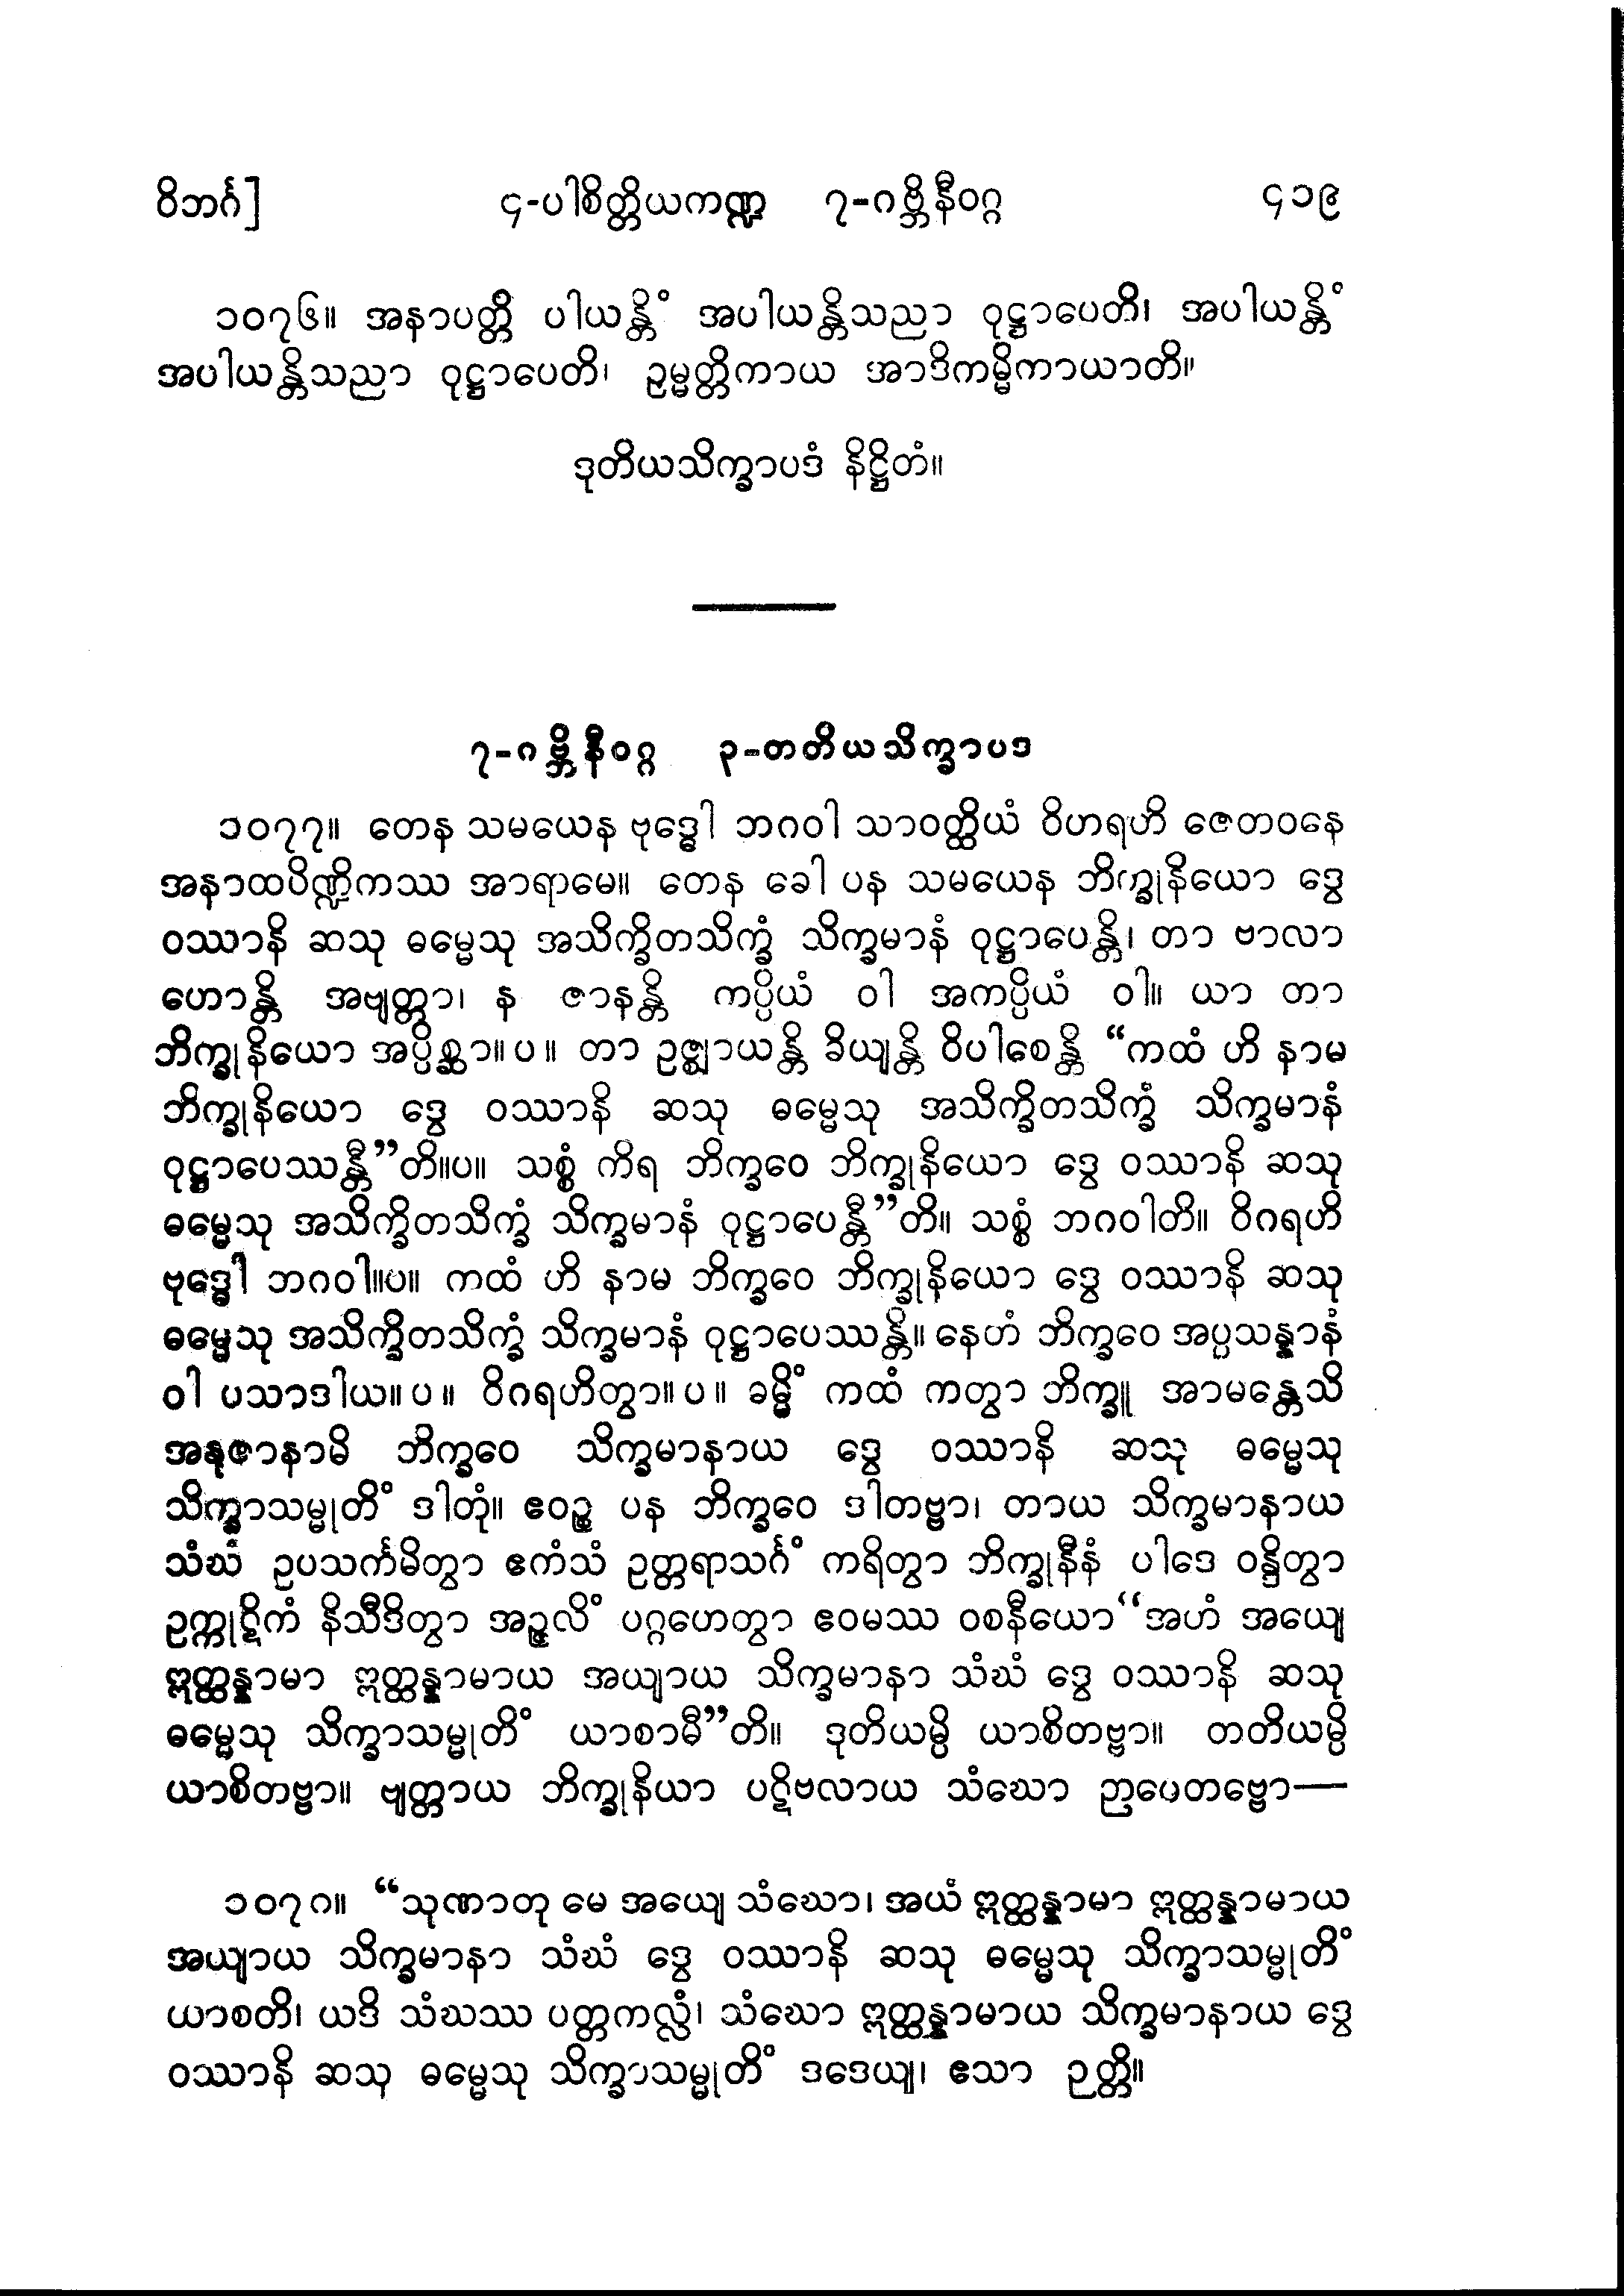 ဝိဘင်္ဂ] ၄-ပါစိတ္တိယကဏ္ဍ ၇-ဂဗ္ဘိနီဝဂ္ဂ ၄၁၉
၁၀၇၆။ အနာပတ္တိ ပါယန္တိံ အပါယန္တိသညာ ဝုဋ္ဌာပေတိ၊ အပါယန္တိံ
အပါယန္တိသညာ ဝုဋ္ဌာပေတိ၊ ဥမ္မတ္တိကာယ အာဒိကမ္မိကာယာတိ။
ဒုတိယသိက္ခာပဒံ နိဋ္ဌိတံ။
၇-ဂဗ္ဘိနီဝဂ္ဂ ၃-တတိယသိက္ခာပဒ
၁၀၇၇။ တေန သမယေန ဗုဒ္ဓေါ ဘဂဝါ သာဝတ္ထိယံ ဝိဟရဟိ ဇေတဝနေ
အနာထပိဏ္ဍိကဿ အာရာမေ။ တေန ခေါ ပန သမယေန ဘိက္ခုနိယော ဒွေ
ဝဿာနိ ဆသု ဓမ္မေသု အသိက္ခိတသိက္ခံ သိက္ခမာနံ ဝုဋ္ဌာပေန္တိ၊ တာ ဗာလာ
ဟောန္တိ အဗျတ္တာ၊ န ဇာနန္တိ ကပ္ပိယံ ဝါ အကပ္ပိယံ ဝါ။ ယာ တာ
ဘိက္ခုနိယော အပ္ပိစ္ဆာ။ပ။ တာ ဥဇ္ဈာယန္တိ ခိယျန္တိ ဝိပါစေန္တိ “ကထံ ဟိ နာမ
ဘိက္ခုနိယော ဒွေ ဝဿာနိ ဆသု ဓမ္မေသု အသိက္ခိတသိက္ခံ သိက္ခမာနံ
ဝုဋ္ဌာပေဿန္တီ”တိ။ပ။ သစ္စံ ကိရ ဘိက္ခဝေ ဘိက္ခုနိယော ဒွေ ဝဿာနိ ဆသု
ဓမ္မေသု အသိက္ခိတသိက္ခံ သိက္ခမာနံ ဝုဋ္ဌာပေန္တီ”တိ။ သစ္စံ ဘဂဝါတိ။ ဝိဂရဟိ
ဗုဒ္ဓေါ ဘဂဝါ။ပ။ ကထံ ဟိ နာမ ဘိက္ခဝေ ဘိက္ခုနိယော ဒွေ ဝဿာနိ ဆသု
ဓမ္မေသု အသိက္ခိတသိက္ခံ သိက္ခမာနံ ဝုဋ္ဌာပေဿန္တိ။ နေဟံ ဘိက္ခဝေ အပ္ပသန္နာနံ
ဝါ ပသာဒါယ။ပ။ ဝိဂရဟိတွာ။ပ။ ဓမ္မိံ ကထံ ကတွာ ဘိက္ခူ အာမန္တေသိ
အနုဇာနာမိ ဘိက္ခဝေ သိက္ခမာနာယ ဒွေ ဝဿာနိ ဆသု ဓမ္မေသု
သိက္ခာသမ္မုတိံ ဒါတုံ။ ဧဝဉ္စ ပန ဘိက္ခဝေ ဒါတဗ္ဗာ၊ တာယ သိက္ခမာနာယ
သံဃံ ဥပသင်္ကမိတွာ ဧကံသံ ဥတ္တရာသင်္ဂံ ကရိတွာ ဘိက္ခုနီနံ ပါဒေ ဝန္ဒိတွာ
ဥက္ကုဋိကံ နိသီဒိတွာ အဉ္ဇလိံ ပဂ္ဂဟေတွာ ဧဝမဿ ဝစနီယော“အဟံ အယျေ
ဣတ္ထန္နာမာ ဣတ္ထန္နာမာယ အယျာယ သိက္ခမာနာ သံဃံ ဒွေ ဝဿာနိ ဆသု
ဓမ္မေသု သိက္ခာသမ္မုတိံ ယာစာမီ”တိ။ ဒုတိယမ္ပိ ယာစိတဗ္ဗာ။ တတိယမ္ပိ
ယာစိတဗ္ဗာ။ ဗျတ္တာယ ဘိက္ခုနိယာ ပဋိဗလာယ သံဃော ဉာပေတဗ္ဗော—
၁၀၇ဂ။ “သုဏာတု မေ အယျေ သံဃော၊ အယံ ဣတ္ထန္နာမာ ဣတ္ထန္နာမာယ
အယျာယ သိက္ခမာနာ သံဃံ ဒွေ ဝဿာနိ ဆသု ဓမ္မေသု သိက္ခာသမ္မုတိံ
ယာစတိ၊ ယဒိ သံဃဿ ပတ္တကလ္လံ၊ သံဃော ဣတ္ထန္နာမာယ သိက္ခမာနာယ ဒွေ
ဝဿာနိ ဆသု ဓမ္မေသု သိက္ခာသမ္မုတိံ ဒဒေယျ၊ ဧသာ ဉတ္တိ။